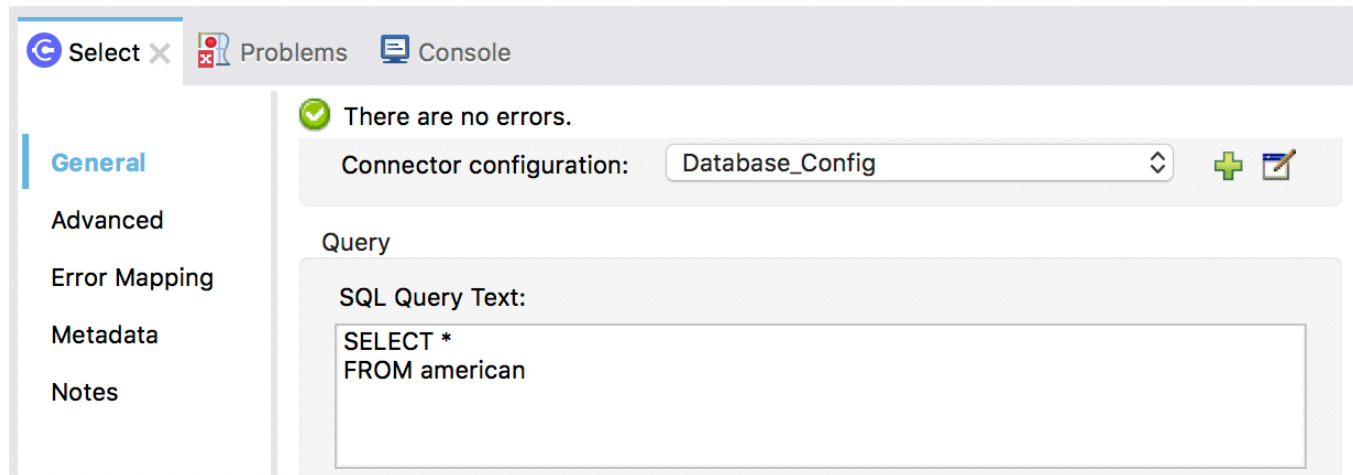 Select Problems Console
There are no errors.
General
Connector configuration: Database_Config
Advanced
Query
Error Mapping
SQL Query Text:
Metadata
SELECT *
FROM american
Notes